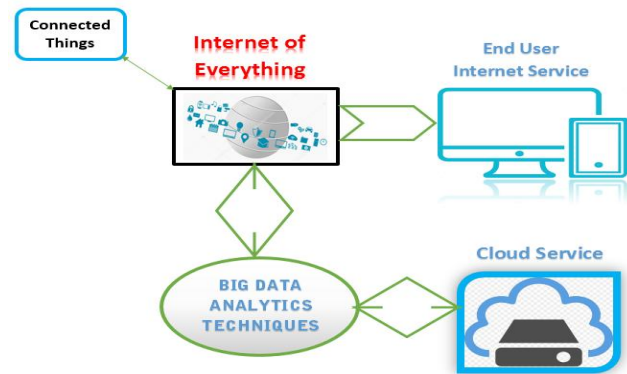 Connected
Things
Internet of
Everything
End User
Internet Service
BIG DATA
ANALYTICS
TECHNIQUES
Cloud Service